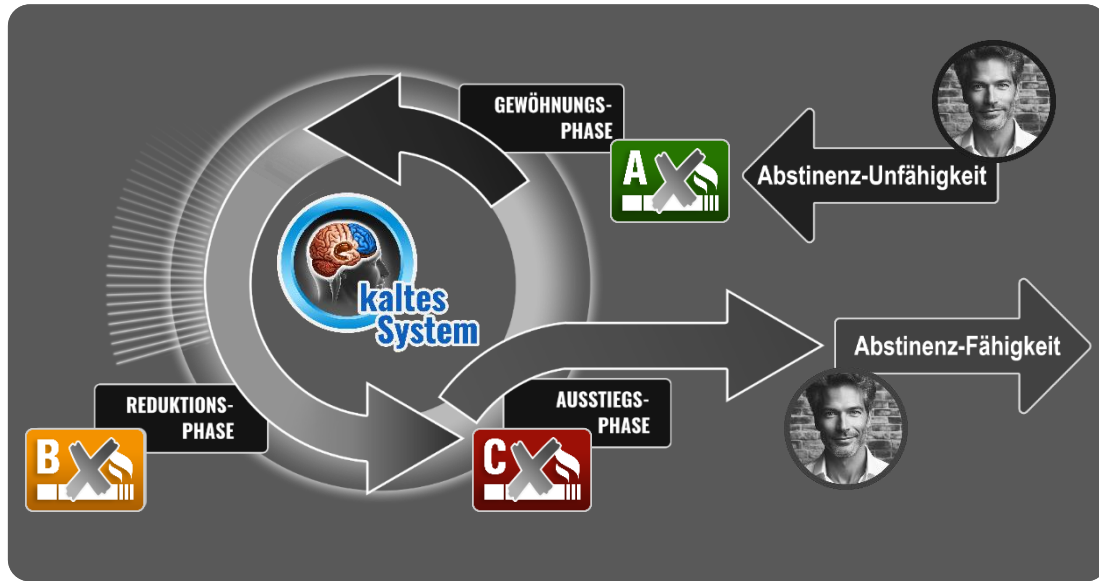 GEWÖHNUNGS-
PHASE
A
Abstinenz-Unfähigkeit
kaltes
System
Abstinenz-Fähigkeit
REDUKTIONS-
PHASE
B
AUSSTIEGS-
PHASE
C